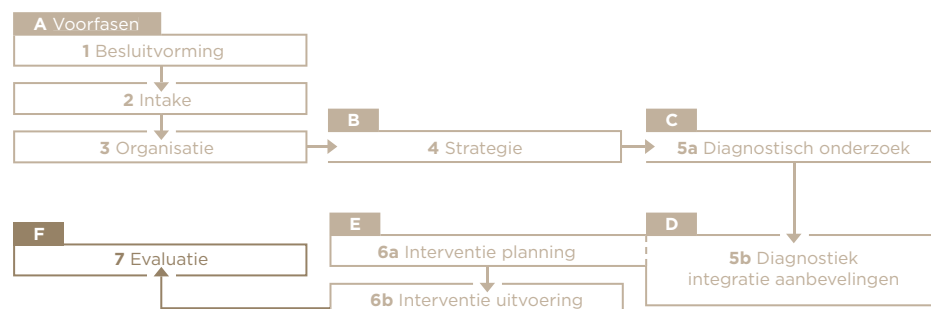 A Voorfasen
1 Besluitvorming
2 Intake
3 Organisatie
B
4 Strategie
C
5a Diagnostisch onderzoek
D
5b Diagnostiek
integratie aanbevelingen
E
6a Interventie planning
6b Interventie uitvoering
F
7 Evaluatie